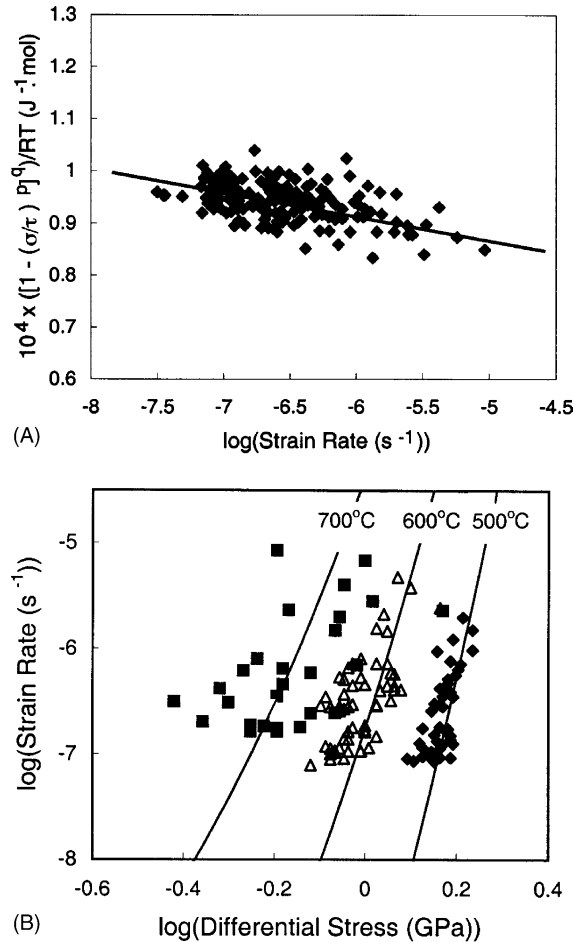 1.3
1.2
1.1
1
0.9
0.8
0.7
0.6
10⁴ x ([1 - (σ/τ) ᵖ]ᑫ)/RT (J ⁻¹·mol)
-8 -7.5 -7 -6.5 -6 -5.5 -5 -4.5
(A) log(Strain Rate (s ⁻¹))
700°C 600°C 500°C
-5
-6
-7
-8
log(Strain Rate (s ⁻¹))
-0.6 -0.4 -0.2 0 0.2 0.4
(B) log(Differential Stress (GPa))